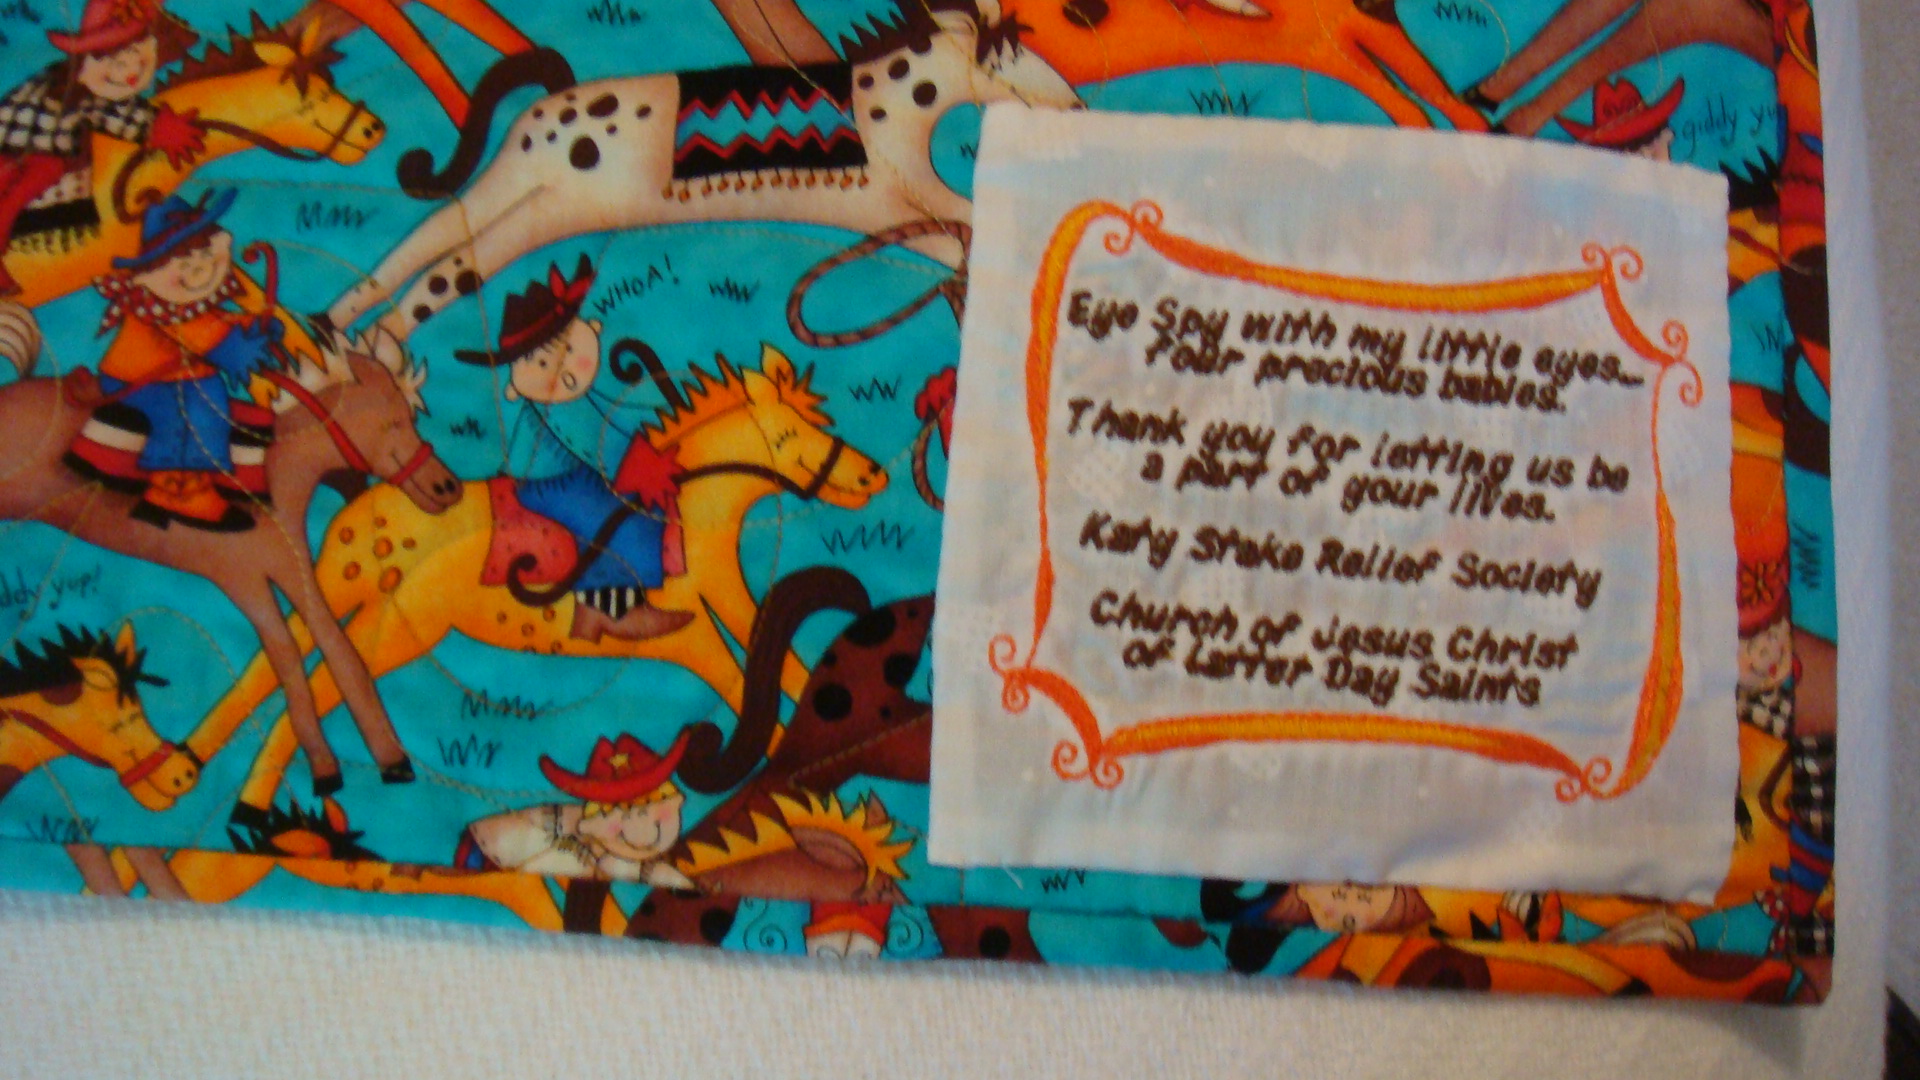 giddy yu
WHOA!
ddy yup!
Eye Spy with my little eyes...
Four precious babies.
Thank you for letting us be
a part of your lives.
Katy Stake Relief Society
Church of Jesus Christ
of Latter Day Saints